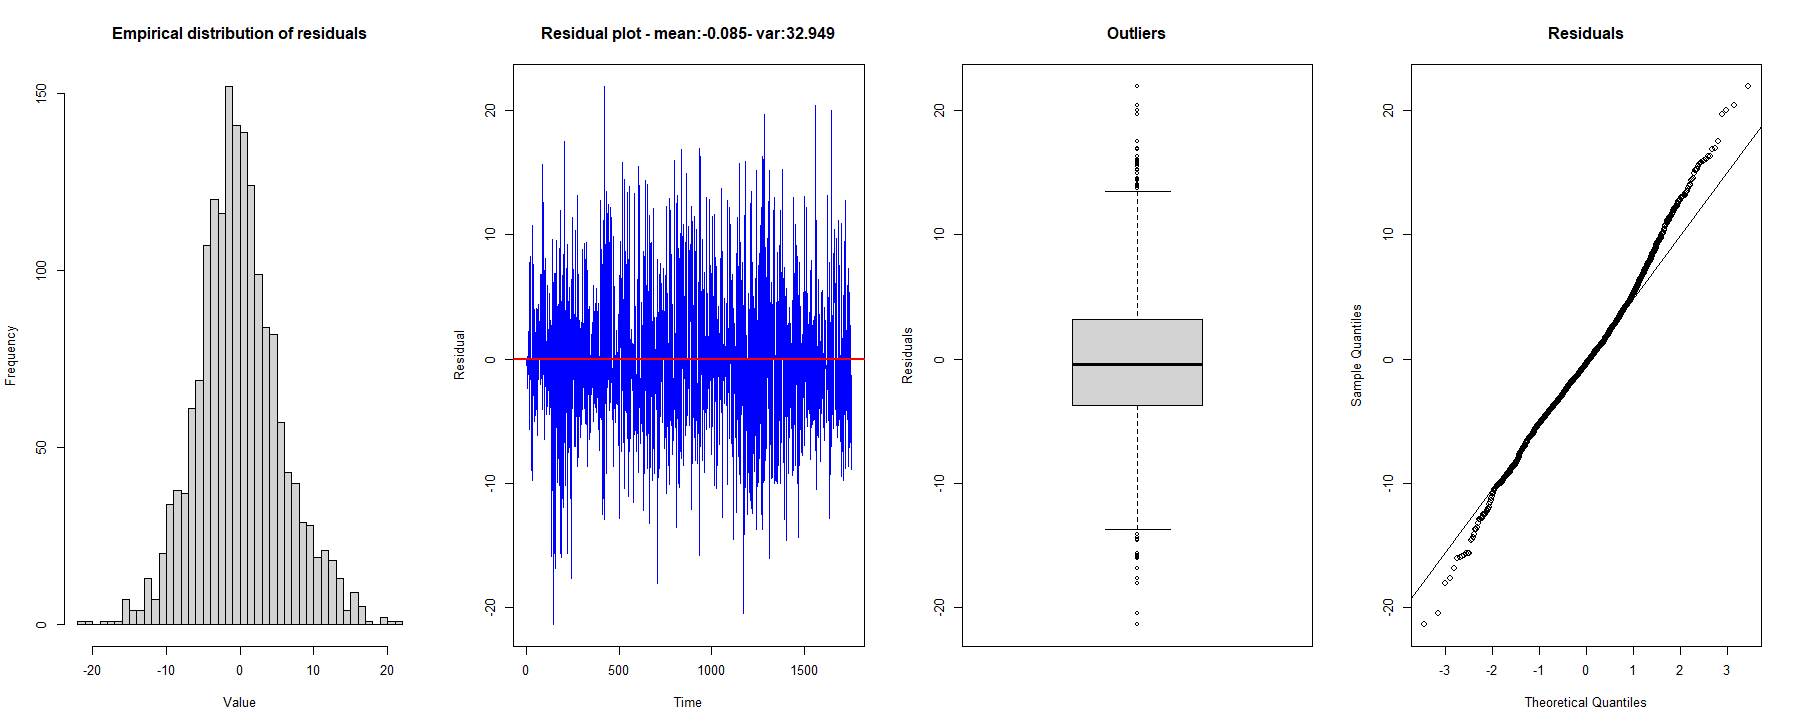 Empirical distribution of residuals
Frequency
150
100
50
0
-20 -10 0 10 20
Value
Residual plot - mean:-0.085- var:32.949
Residual
20
10
0
-10
-20
0 500 1000 1500
Time
Outliers
Residuals
20
10
0
-10
-20
Residuals
Sample Quantiles
20
10
0
-10
-20
-3 -2 -1 0 1 2 3
Theoretical Quantiles